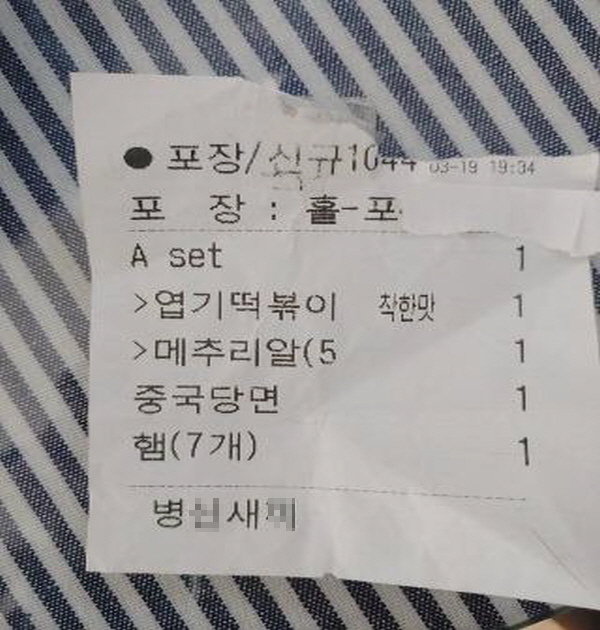 ● 포장/신규1044 03-19 19:34
포 장 : 홀-포
A set 1
>엽기떡볶이 착한맛 1
>메추리알(5 1
중국당면 1
햄(7개) 1
병 새